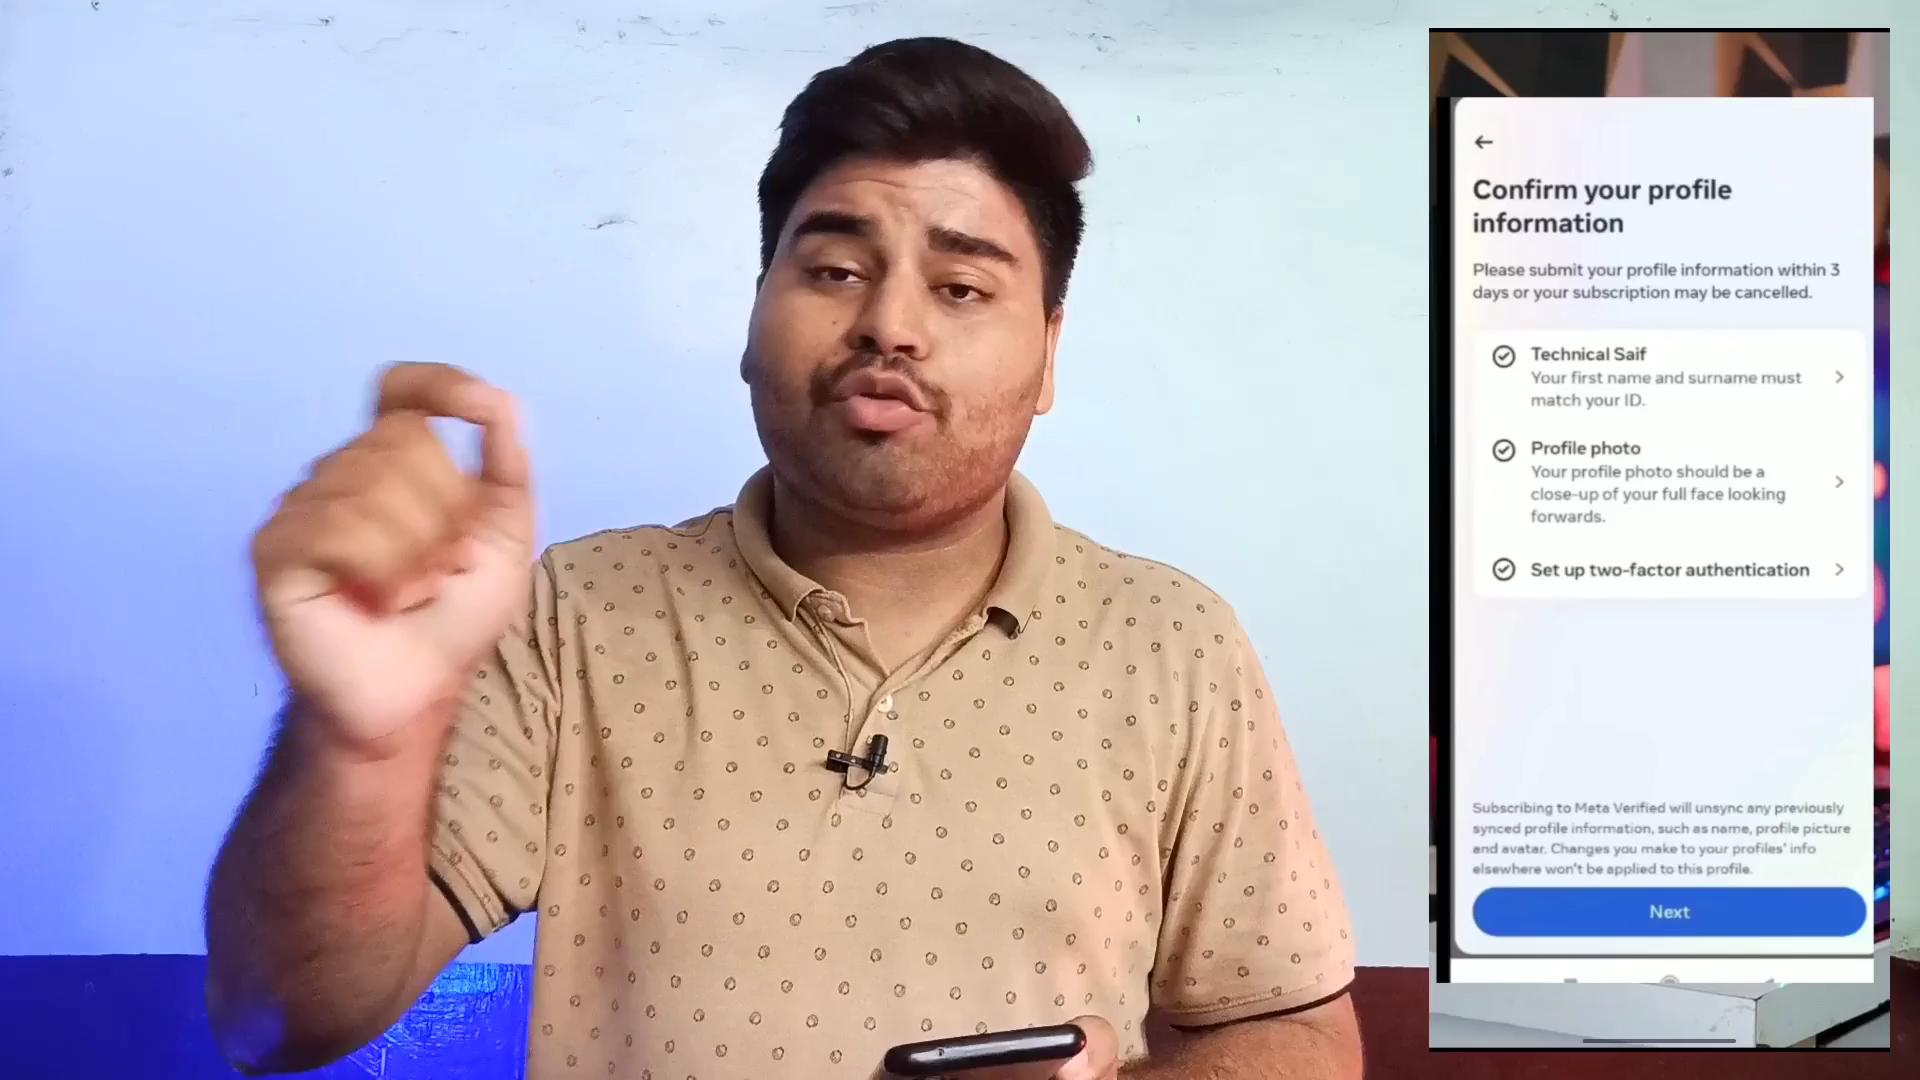 Confirm your profile
information
Please submit your profile information within 3
days or your subscription may be cancelled.
Technical Saif
Your first name and surname must
match your ID.
Profile photo
Your profile photo should be a
close-up of your full face looking
forwards.
Set up two-factor authentication
Subscribing to Meta Verified will unsync any previously
synced profile information, such as name, profile picture
and avatar. Changes you make to your profiles' info
elsewhere won't be applied to this profile.
Next